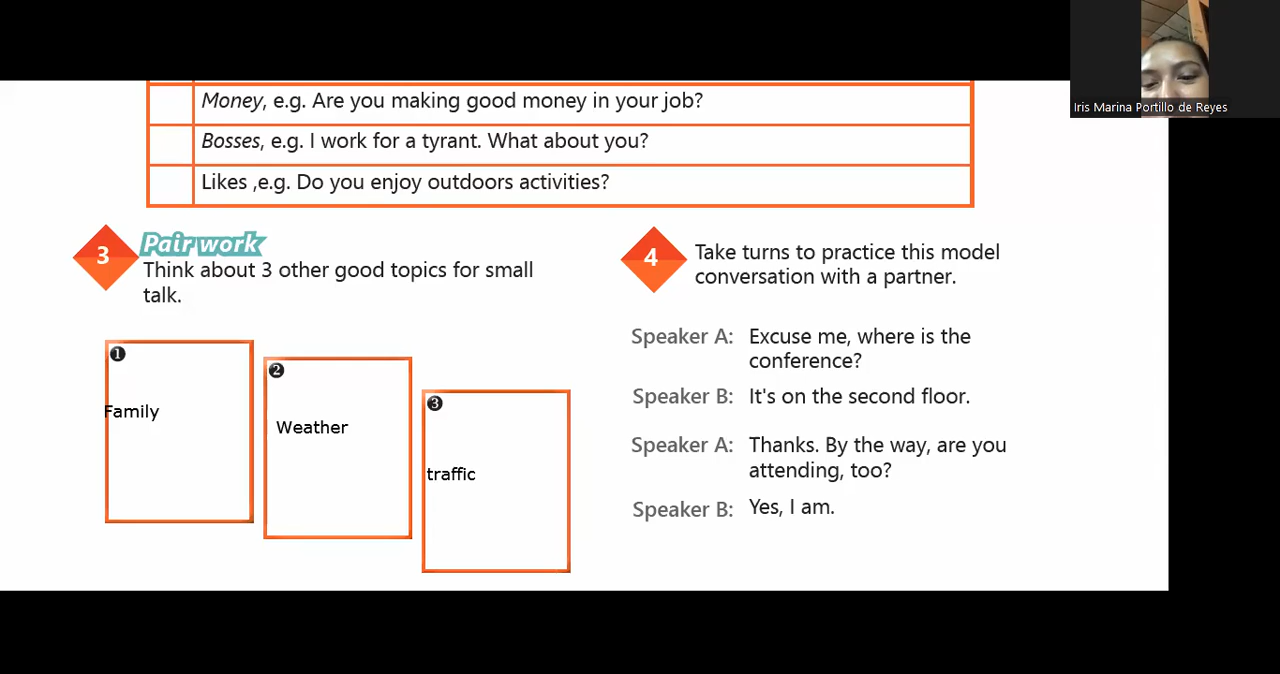 Iris Marina Portillo de Reyes
Money, e.g. Are you making good money in your job?
Bosses, e.g. I work for a tyrant. What about you?
Likes ,e.g. Do you enjoy outdoors activities?
3
Pair work
Think about 3 other good topics for small
talk.
1
Family
2
Weather
3
traffic
4
Take turns to practice this model
conversation with a partner.
Speaker A: Excuse me, where is the
conference?
Speaker B: It's on the second floor.
Speaker A: Thanks. By the way, are you
attending, too?
Speaker B: Yes, I am.